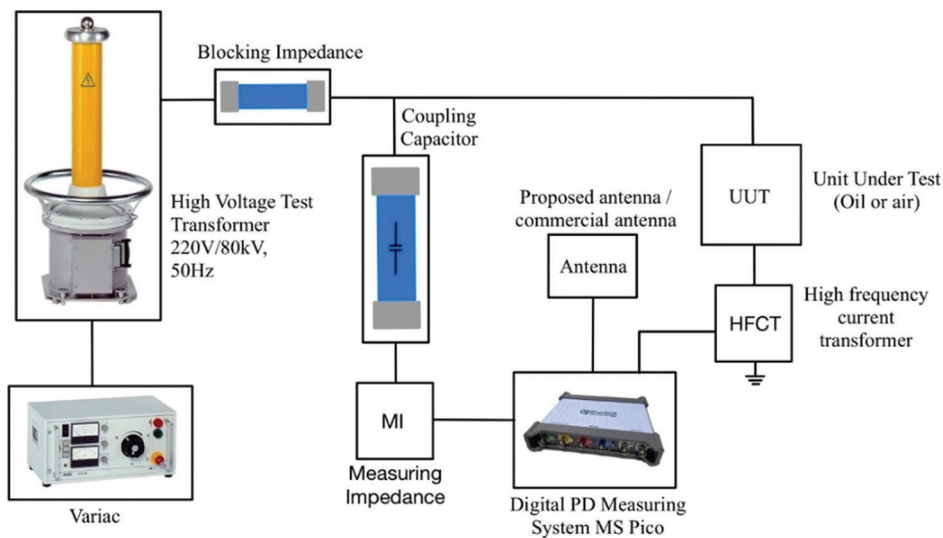 Blocking Impedance
Coupling
Capacitor
High Voltage Test
Transformer
220V/80kV,
50Hz
Proposed antenna /
commercial antenna
Antenna
UUT
Unit Under Test
(Oil or air)
HFCT
High frequency
current
transformer
MI
Measuring
Impedance
Digital PD Measuring
System MS Pico
Variac